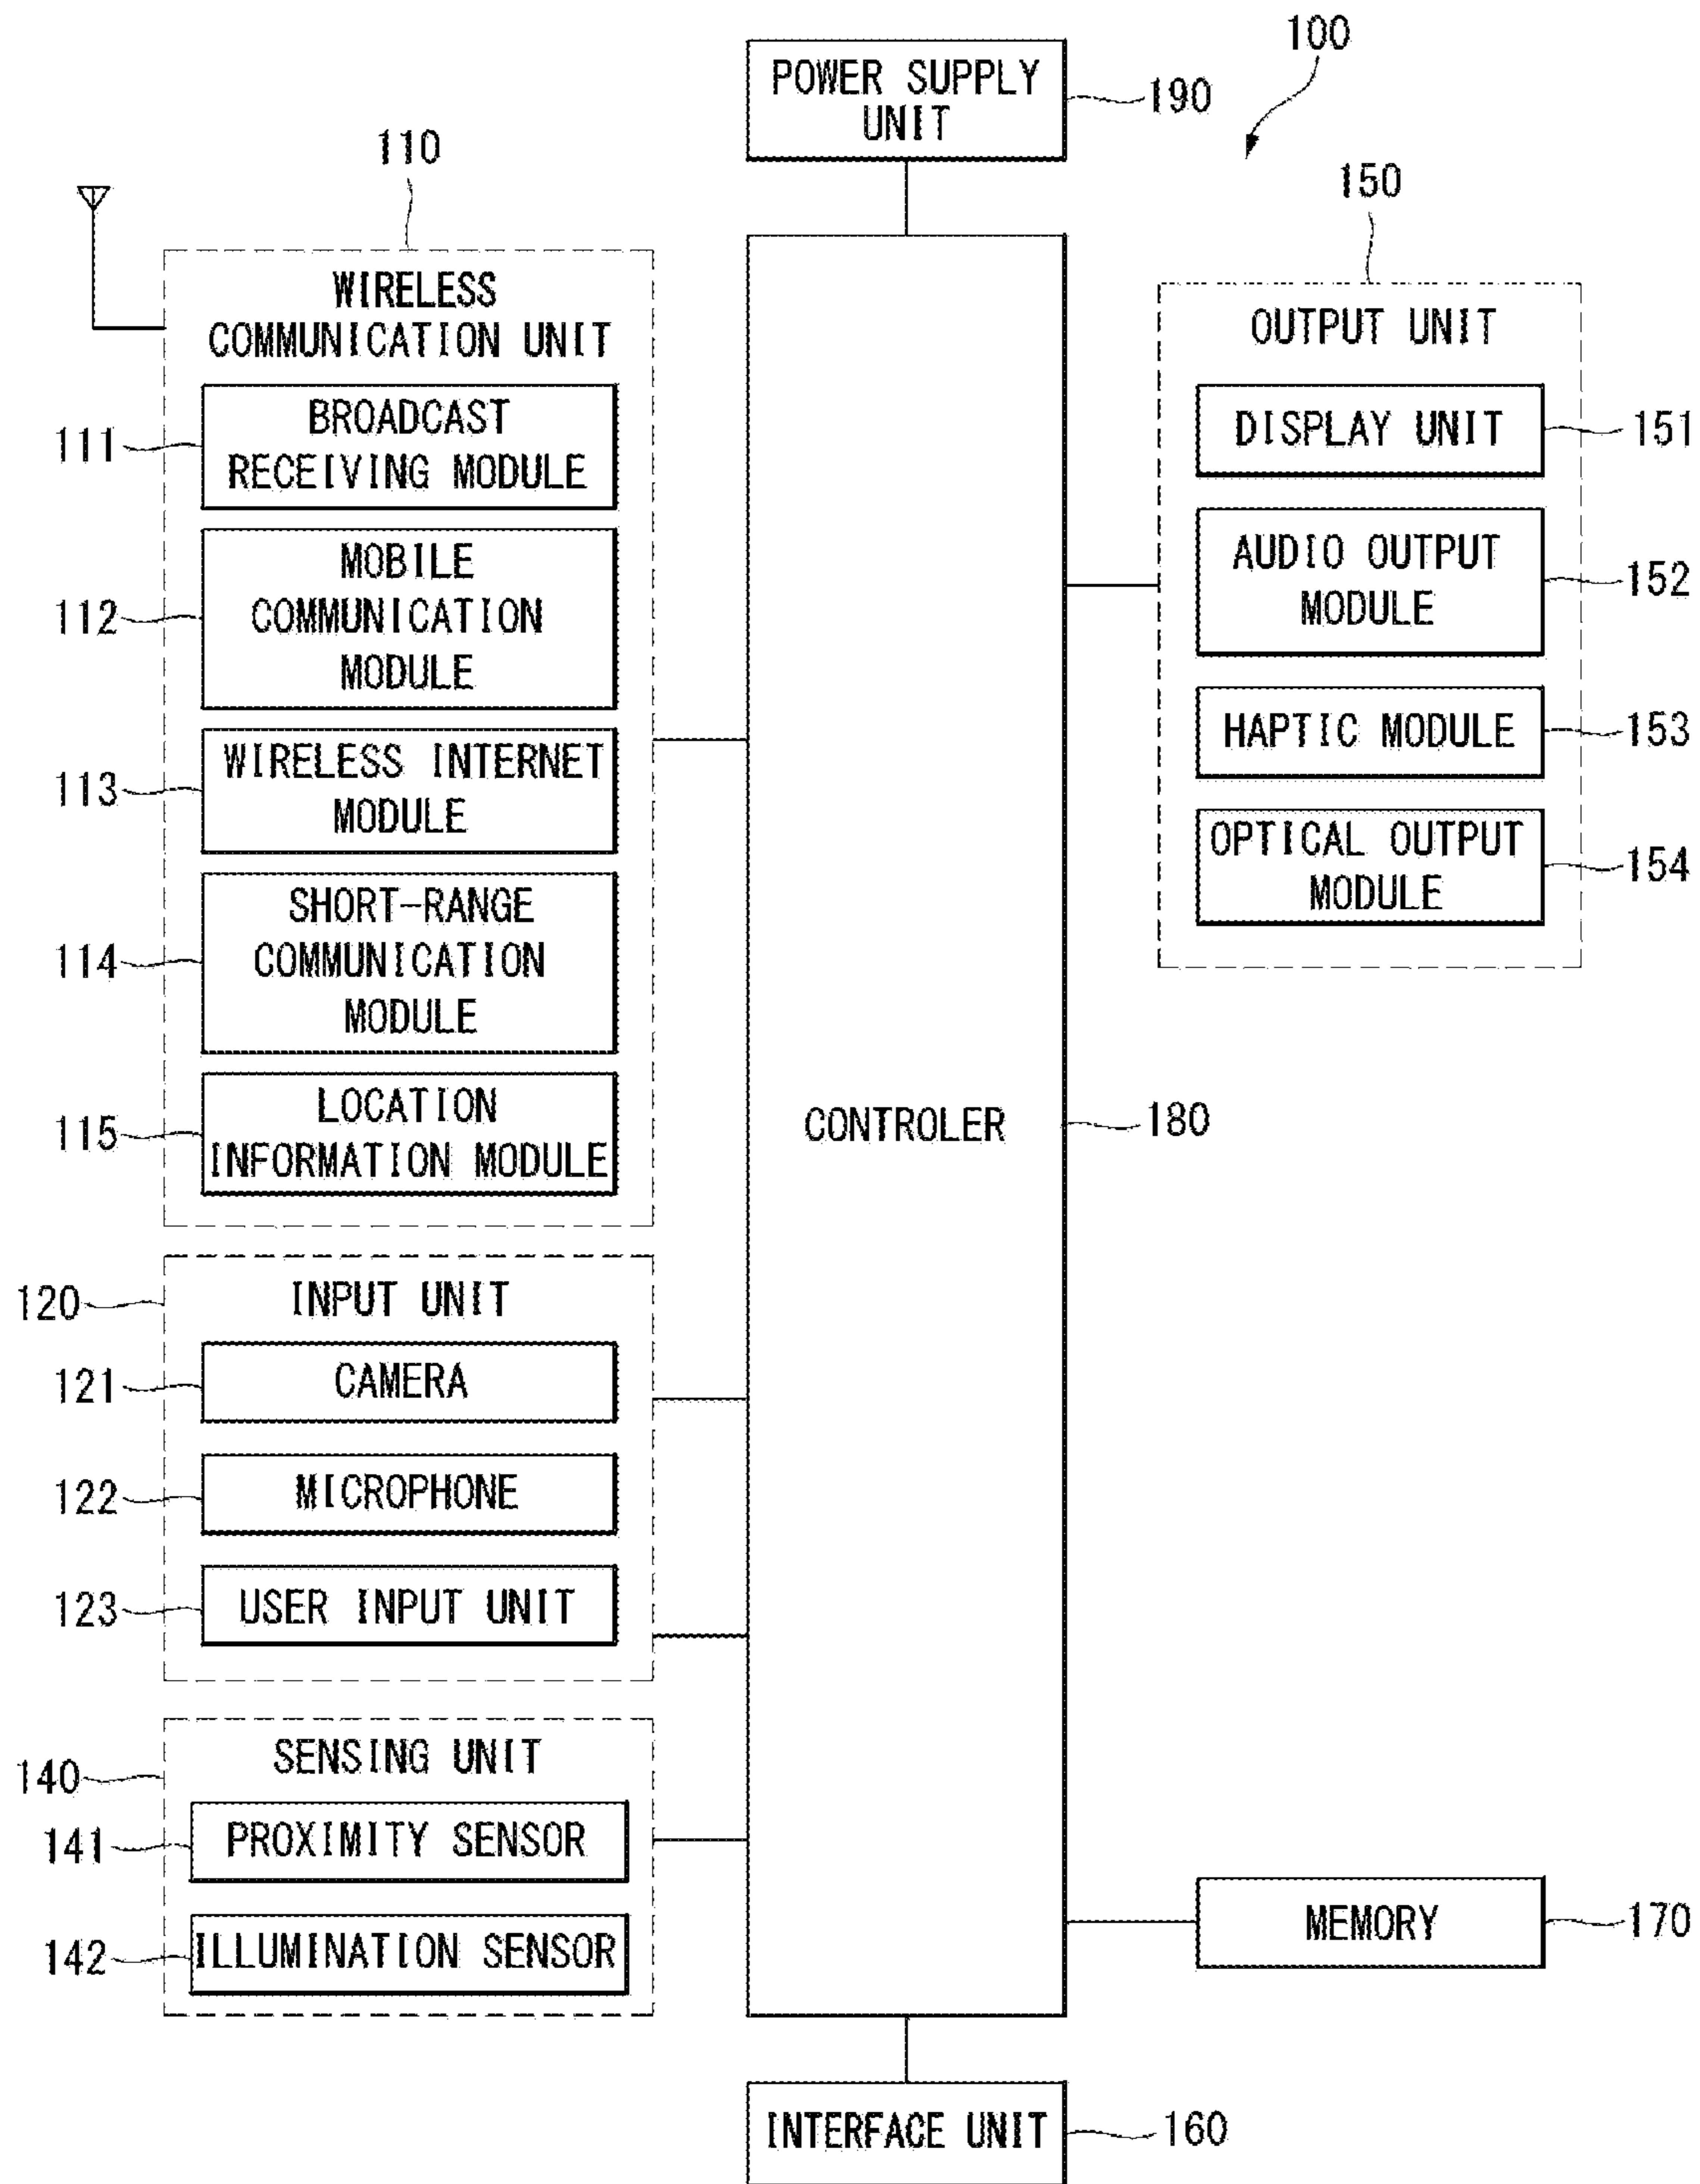 100
POWER SUPPLY
UNIT
190
110
WIRELESS
COMMUNICATION UNIT
111
BROADCAST
RECEIVING MODULE
112
MOBILE
COMMUNICATION
MODULE
113
WIRELESS INTERNET
MODULE
114
SHORT-RANGE
COMMUNICATION
MODULE
115
LOCATION
INFORMATION MODULE
120
INPUT UNIT
121
CAMERA
122
MICROPHONE
123
USER INPUT UNIT
140
SENSING UNIT
141
PROXIMITY SENSOR
142
ILLUMINATION SENSOR
CONTROLER
180
150
OUTPUT UNIT
DISPLAY UNIT
151
AUDIO OUTPUT
MODULE
152
HAPTIC MODULE
153
OPTICAL OUTPUT
MODULE
154
MEMORY
170
INTERFACE UNIT
160